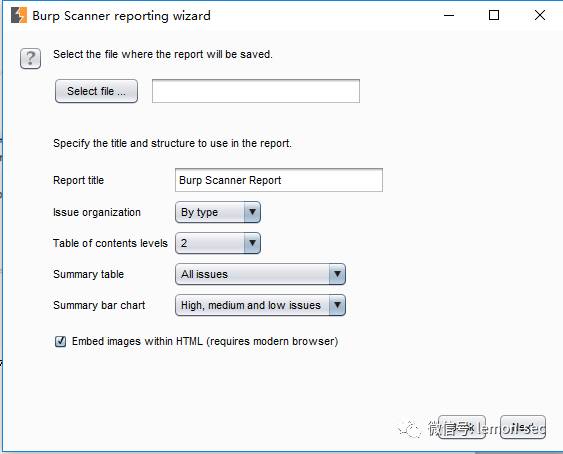 Burp Scanner reporting wizard
Select the file where the report will be saved.
Select file ...
Specify the title and structure to use in the report.
Report title Burp Scanner Report
Issue organization By type
Table of contents levels 2
Summary table All issues
Summary bar chart High, medium and low issues
Embed images within HTML (requires modern browser)
微信号: lemon-sec
Next